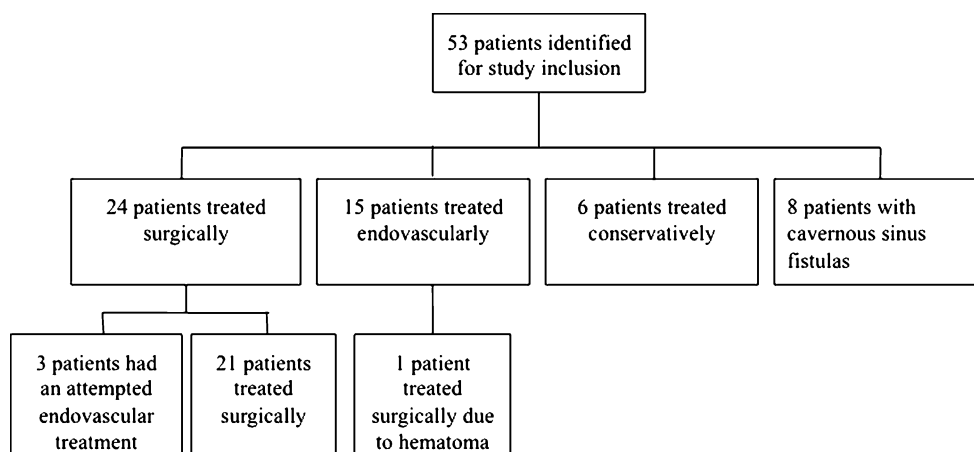 53 patients identified
for study inclusion
24 patients treated
surgically
15 patients treated
endovascularly
6 patients treated
conservatively
8 patients with
cavernous sinus
fistulas
3 patients had
an attempted
endovascular
treatment
21 patients
treated
surgically
1 patient
treated
surgically due
to hematoma